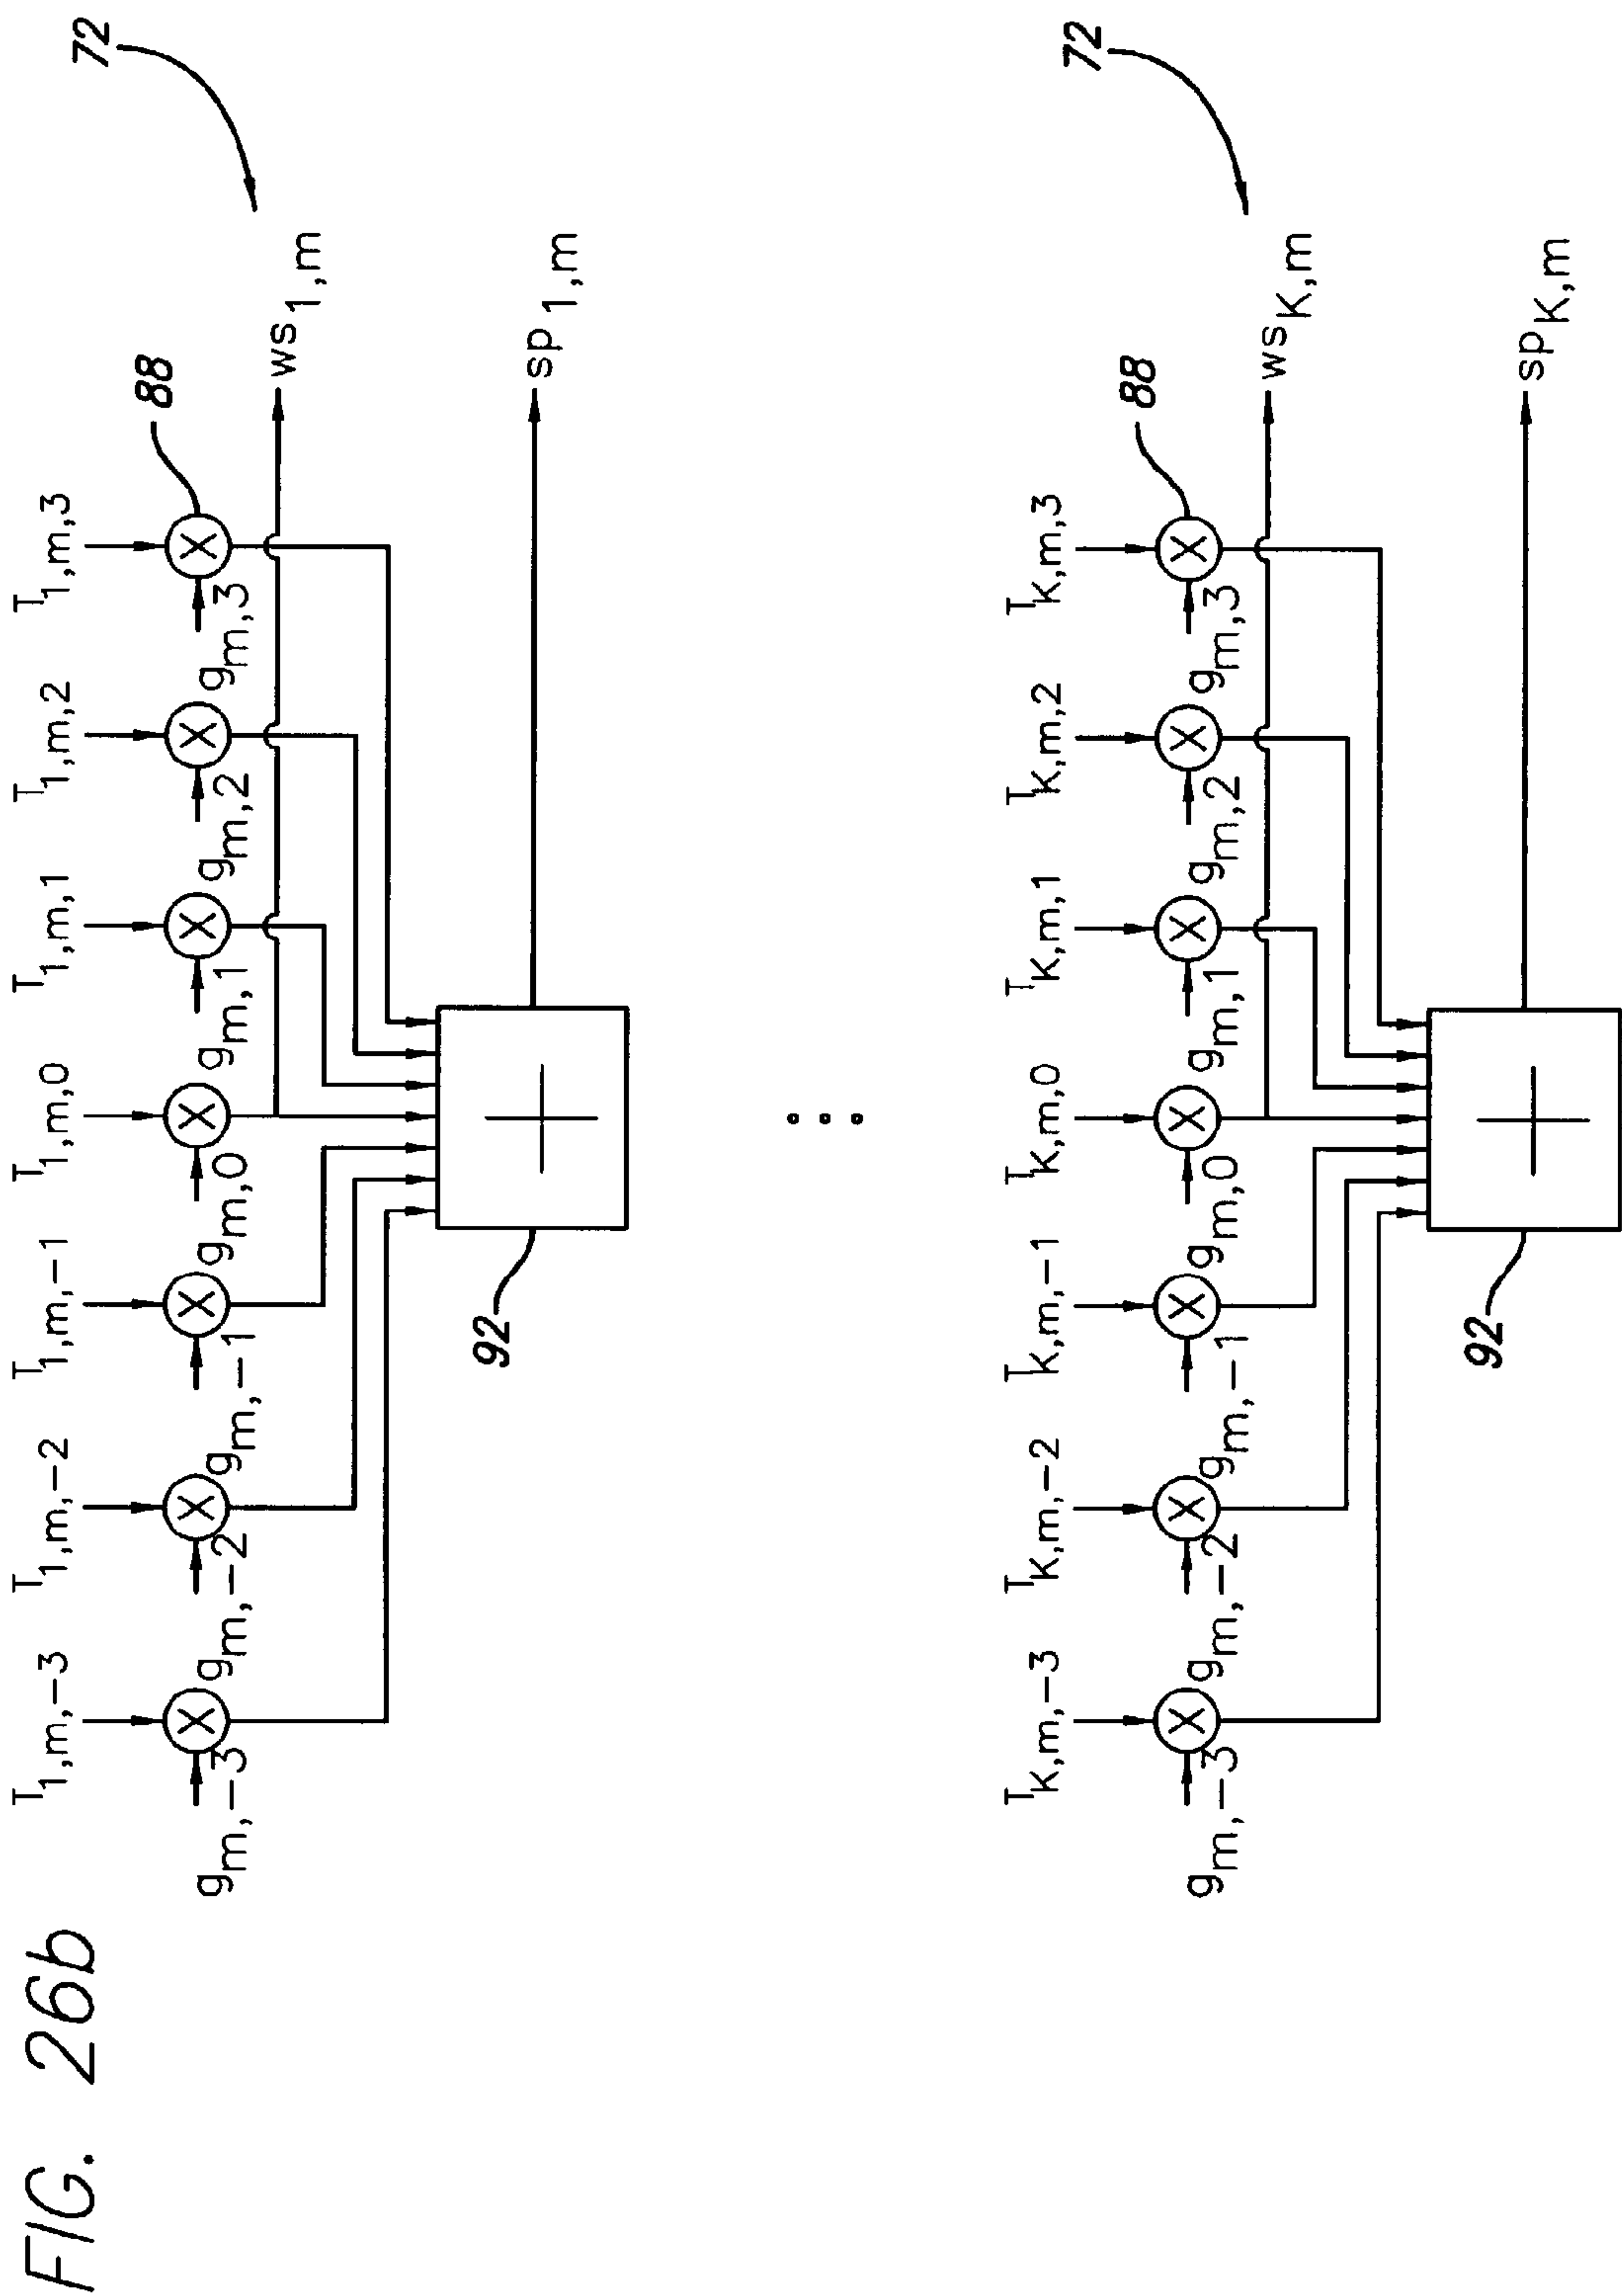 FIG. 26b
72
T1,m,-3 T1,m,-2 T1,m,-1 T1,m,0 T1,m,1 T1,m,2 T1,m,3
88
X X X X X X X
gm,-3 gm,-2 gm,-1 gm,0 gm,1 gm,2 gm,3
ws1,m
92
+
sp1,m
72
TK,m,-3 TK,m,-2 TK,m,-1 TK,m,0 TK,m,1 TK,m,2 TK,m,3
88
X X X X X X X
gm,-3 gm,-2 gm,-1 gm,0 gm,1 gm,2 gm,3
wsK,m
92
+
spK,m